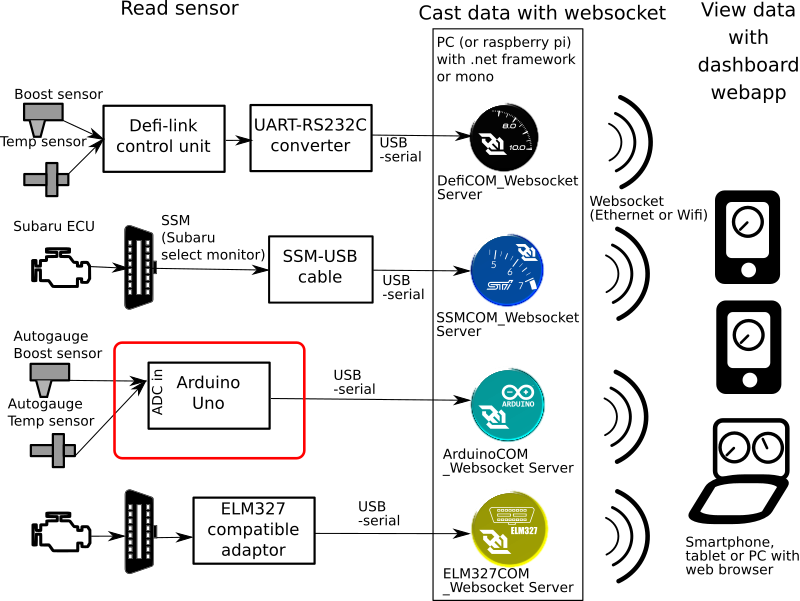 Read sensor
Cast data with websocket
View data
with
dashboard
webapp
PC (or raspberry pi)
with .net framework
or mono
Boost sensor
Temp sensor
Defi-link
control unit
UART-RS232C
converter
USB
-serial
8.0
10.0
DefiCOM_Websocket
Server
Websocket
(Ethernet or Wifi)
Subaru ECU
SSM
(Subaru
select monitor)
SSM-USB
cable
USB
-serial
5
6
7
STI
SSMCOM_Websocket
Server
Autogauge
Boost sensor
Autogauge
Temp sensor
ADC in
Arduino
Uno
USB
-serial
ARDUINO
ArduinoCOM
_Websocket Server
ELM327
compatible
adaptor
USB
-serial
ELM327
ELM327COM
_Websocket Server
Smartphone,
tablet or PC with
web browser